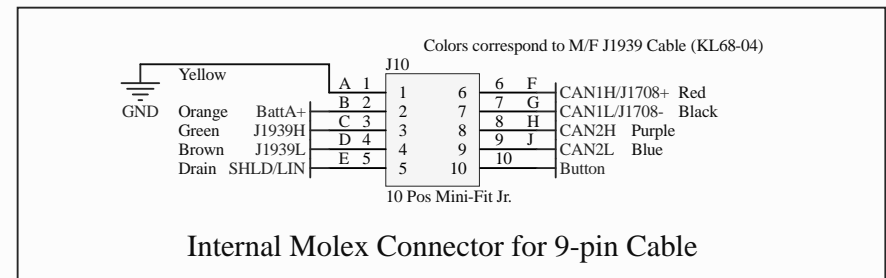 Colors correspond to M/F J1939 Cable (KL68-04)
J10
Yellow A 1 1 6 6 F CAN1H/J1708+ Red
GND Orange BattA+ B 2 2 7 7 G CAN1L/J1708- Black
Green J1939H C 3 3 8 8 H CAN2H Purple
Brown J1939L D 4 4 9 9 J CAN2L Blue
Drain SHLD/LIN E 5 5 10 10 Button
10 Pos Mini-Fit Jr.
Internal Molex Connector for 9-pin Cable